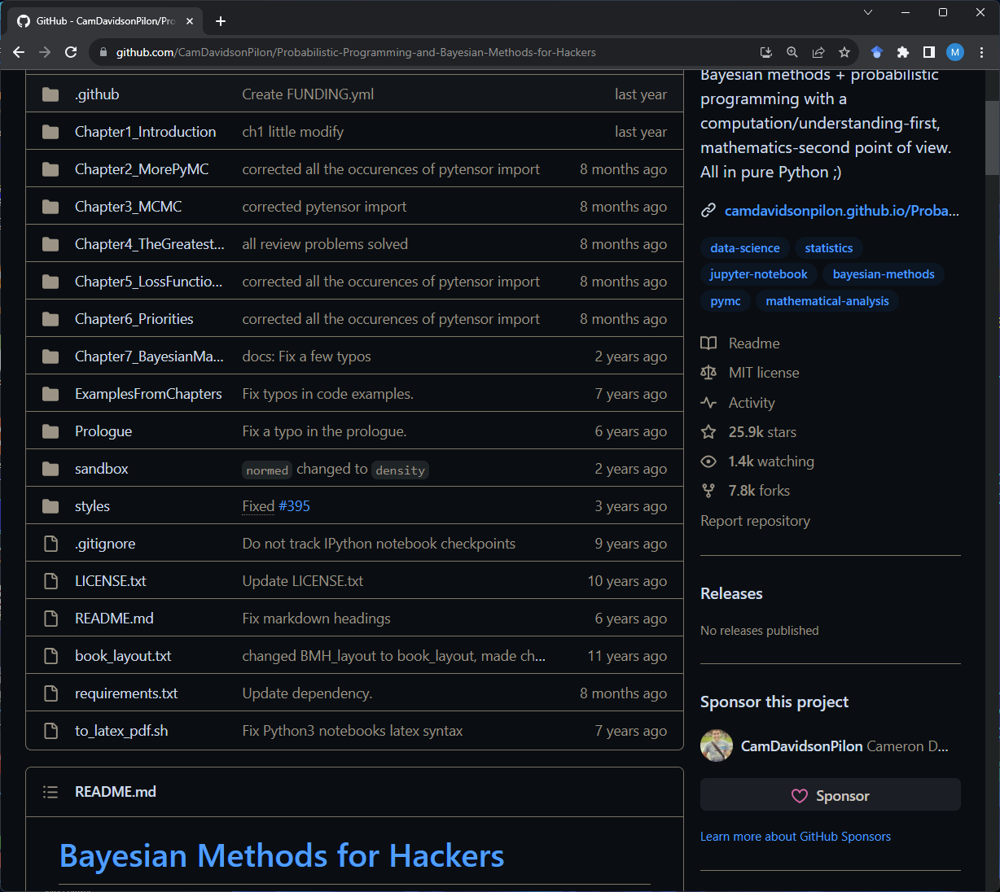 GitHub - CamDavidsonPilon/Pro
github.com/CamDavidsonPilon/Probabilistic-Programming-and-Bayesian-Methods-for-Hackers
M
.github Create FUNDING.yml last year
Chapter1_Introduction ch1 little modify last year
Chapter2_MorePyMC corrected all the occurences of pytensor import 8 months ago
Chapter3_MCMC corrected pytensor import 8 months ago
Chapter4_TheGreatest... all review problems solved 8 months ago
Chapter5_LossFunctio... corrected all the occurences of pytensor import 8 months ago
Chapter6_Priorities corrected all the occurences of pytensor import 8 months ago
Chapter7_BayesianMa... docs: Fix a few typos 2 years ago
ExamplesFromChapters Fix typos in code examples. 7 years ago
Prologue Fix a typo in the prologue. 6 years ago
sandbox normed changed to density 2 years ago
styles Fixed #395 3 years ago
.gitignore Do not track IPython notebook checkpoints 9 years ago
LICENSE.txt Update LICENSE.txt 10 years ago
README.md Fix markdown headings 6 years ago
book_layout.txt changed BMH_layout to book_layout, made ch... 11 years ago
requirements.txt Update dependency. 8 months ago
to_latex_pdf.sh Fix Python3 notebooks latex syntax 7 years ago
README.md
Bayesian Methods for Hackers
Bayesian methods + probabilistic
programming with a
computation/understanding-first,
mathematics-second point of view.
All in pure Python ;)
camdavidsonpilon.github.io/Proba...
data-science statistics
jupyter-notebook bayesian-methods
pymc mathematical-analysis
Readme
MIT license
Activity
25.9k stars
1.4k watching
7.8k forks
Report repository
Releases
No releases published
Sponsor this project
CamDavidsonPilon Cameron D...
Sponsor
Learn more about GitHub Sponsors